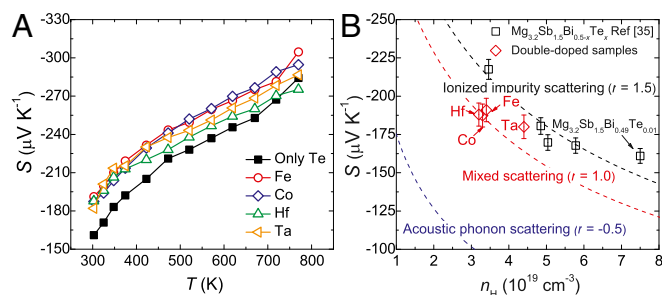 A
-330
-300
-270
-240
-210
-180
-150
S (μV K⁻¹)
Only Te
Fe
Co
Hf
Ta
300 400 500 600 700 800
T (K)
B
-250
-225
-200
-175
-150
-125
-100
S (μV K⁻¹)
Mg₃.₂Sb₁.₅Bi₀.₅₋ₓTeₓ Ref [35]
Double-doped samples
Ionized impurity scattering (r = 1.5)
Hf Fe
Co Ta
Mg₃.₂Sb₁.₅Bi₀.₄₉Te₀.₀₁
Mixed scattering (r = 1.0)
Acoustic phonon scattering (r = -0.5)
1 2 3 4 5 6 7 8
n_H (10¹⁹ cm⁻³)